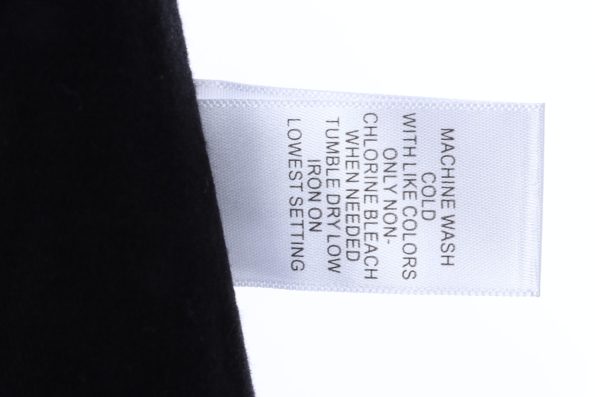 MACHINE WASH
COLD
WITH LIKE COLORS
ONLY NON-
CHLORINE BLEACH
WHEN NEEDED
TUMBLE DRY LOW
IRON ON
LOWEST SETTING